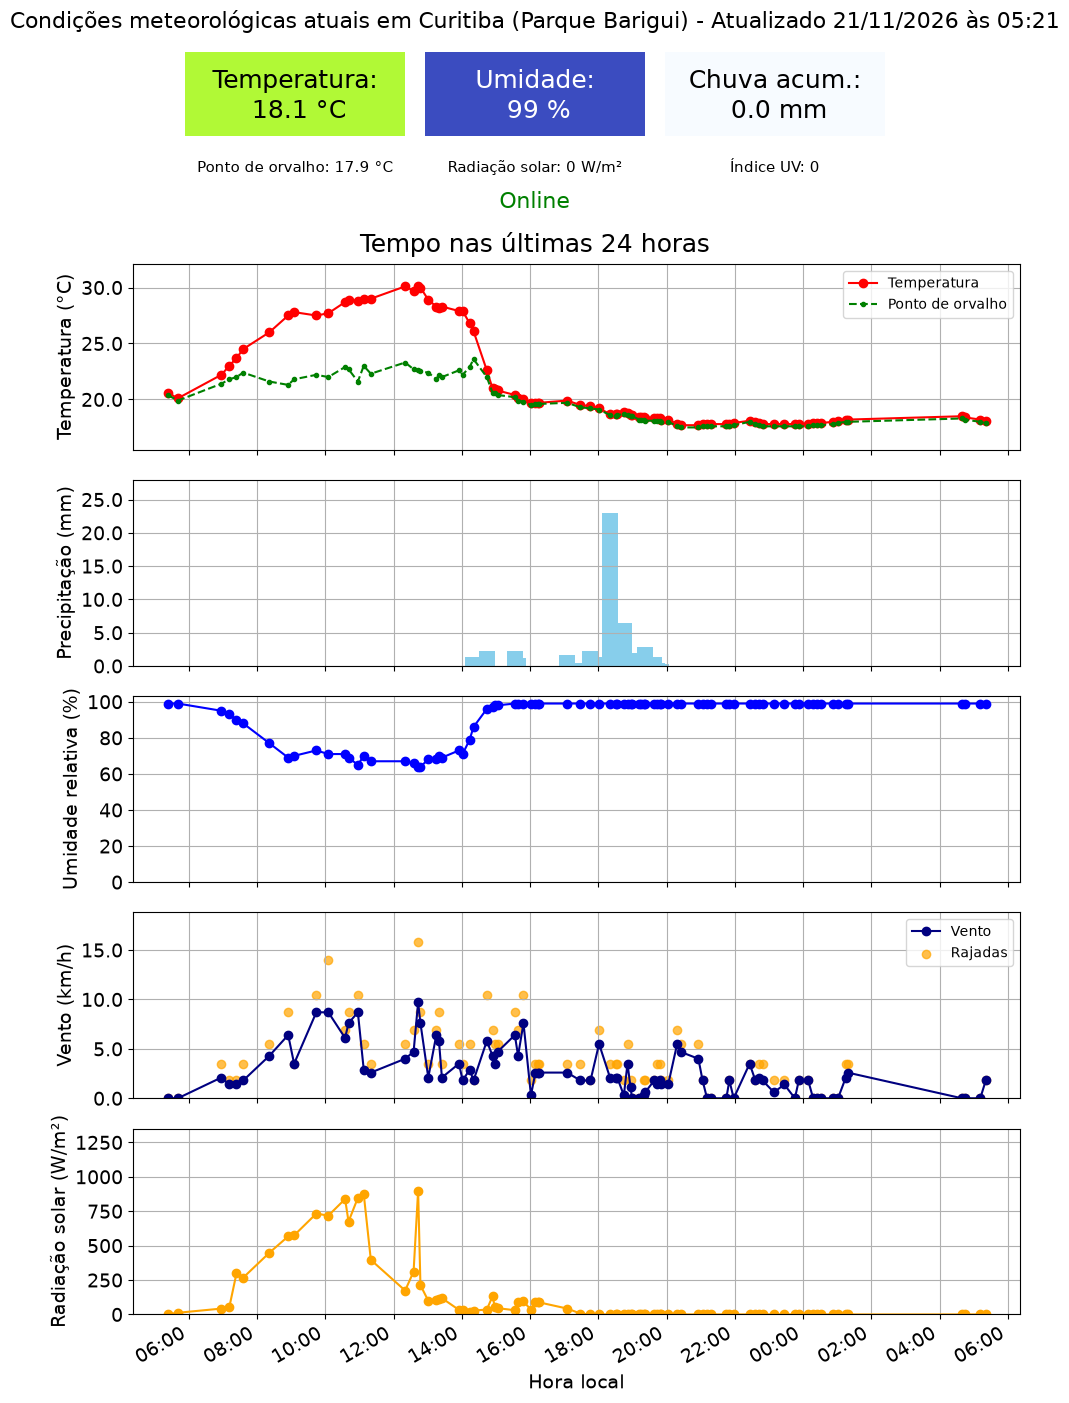 Condições meteorológicas atuais em Curitiba (Parque Barigui) - Atualizado 21/11/2026 às 05:21
Temperatura:
18.1 °C
Umidade:
99 %
Chuva acum.:
0.0 mm
Ponto de orvalho: 17.9 °C
Radiação solar: 0 W/m²
Índice UV: 0
Online
Tempo nas últimas 24 horas
Temperatura (°C)
30.0
25.0
20.0
Temperatura
Ponto de orvalho
Precipitação (mm)
25.0
20.0
15.0
10.0
5.0
0.0
Umidade relativa (%)
100
80
60
40
20
0
Vento (km/h)
15.0
10.0
5.0
0.0
Vento
Rajadas
Radiação solar (W/m²)
1250
1000
750
500
250
0
06:00
08:00
10:00
12:00
14:00
16:00
18:00
20:00
22:00
00:00
02:00
04:00
06:00
Hora local